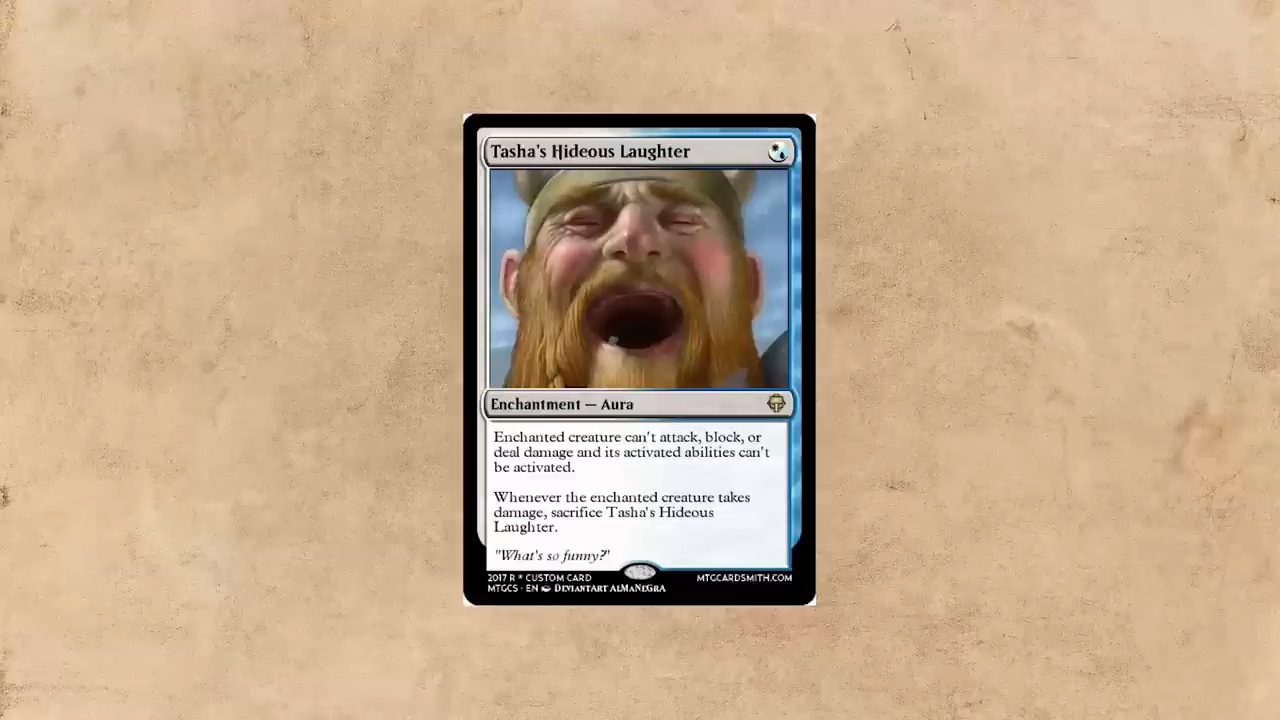 Tasha's Hideous Laughter
Enchantment — Aura
Enchanted creature can't attack, block, or
deal damage and its activated abilities can't
be activated.
Whenever the enchanted creature takes
damage, sacrifice Tasha's Hideous
Laughter.
"What's so funny?"
2017 R * CUSTOM CARD
MTGCARDSMITH.COM
MTGCS · EN DEVIANTART ALMANEGRA